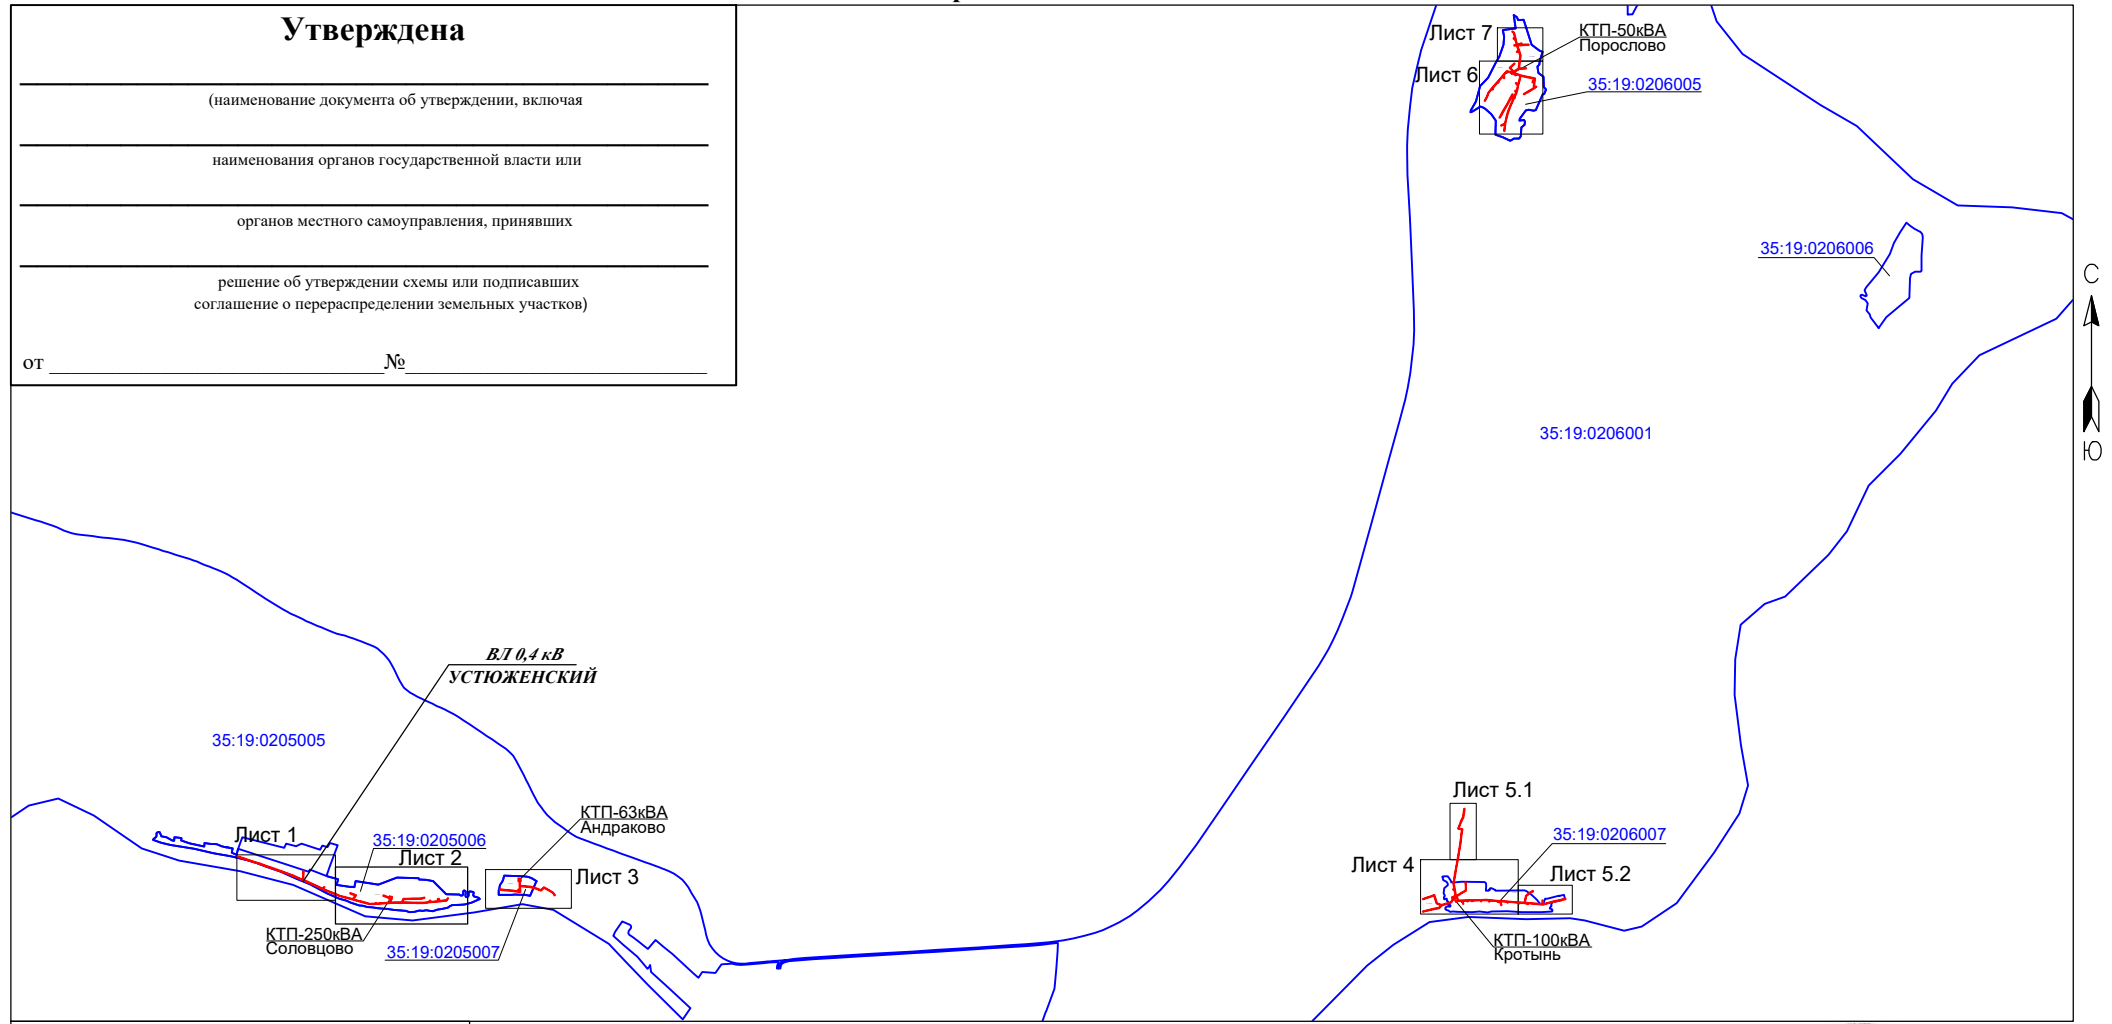 Утверждена
(наименование документа об утверждении, включая
наименования органов государственной власти или
органов местного самоуправления, принявших
решение об утверждении схемы или подписавших
соглашение о перераспределении земельных участков)
от №
Лист 7
КТП-50кВА
Порослово
Лист 6
35:19:0206005
35:19:0206006
С
Ю
35:19:0206001
ВЛ 0,4 кВ
УСТЮЖЕНСКИЙ
35:19:0205005
Лист 1
35:19:0205006
Лист 2
КТП-63кВА
Андраково
Лист 3
КТП-250кВА
Соловцово
35:19:0205007
Лист 5.1
35:19:0206007
Лист 4
Лист 5.2
КТП-100кВА
Кротынь